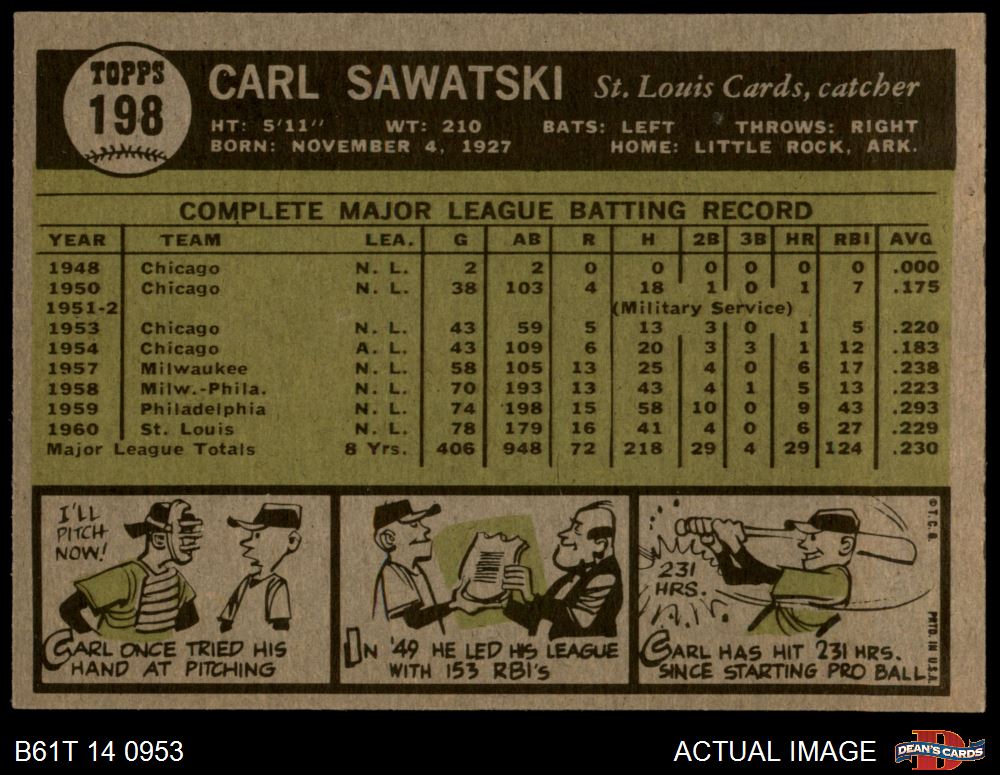 TOPPS
198
CARL SAWATSKI St. Louis Cards, catcher
HT: 5'11" WT: 210 BATS: LEFT THROWS: RIGHT
BORN: NOVEMBER 4, 1927 HOME: LITTLE ROCK, ARK.
COMPLETE MAJOR LEAGUE BATTING RECORD
YEAR TEAM LEA. G AB R H 2B 3B HR RBI AVG
1948 Chicago N. L. 2 2 0 0 0 0 0 0 .000
1950 Chicago N. L. 38 103 4 18 1 0 1 7 .175
1951-2 (Military Service)
1953 Chicago N. L. 43 59 5 13 3 0 1 5 .220
1954 Chicago A. L. 43 109 6 20 3 3 1 12 .183
1957 Milwaukee N. L. 58 105 13 25 4 0 6 17 .238
1958 Milw.-Phila. N. L. 70 193 13 43 4 1 5 13 .223
1959 Philadelphia N. L. 74 198 15 58 10 0 9 43 .293
1960 St. Louis N. L. 78 179 16 41 4 0 6 27 .229
Major League Totals 8 Yrs. 406 948 72 218 29 4 29 124 .230
I'LL
PITCH
NOW!
CARL ONCE TRIED HIS
HAND AT PITCHING
IN '49 HE LED HIS LEAGUE
WITH 153 RBI'S
231
HRS.
CARL HAS HIT 231 HRS.
SINCE STARTING PRO BALL.
© T. C. G.
PRTD. IN U.S.A.
B61T 14 0953 ACTUAL IMAGE
DEAN'S CARDS